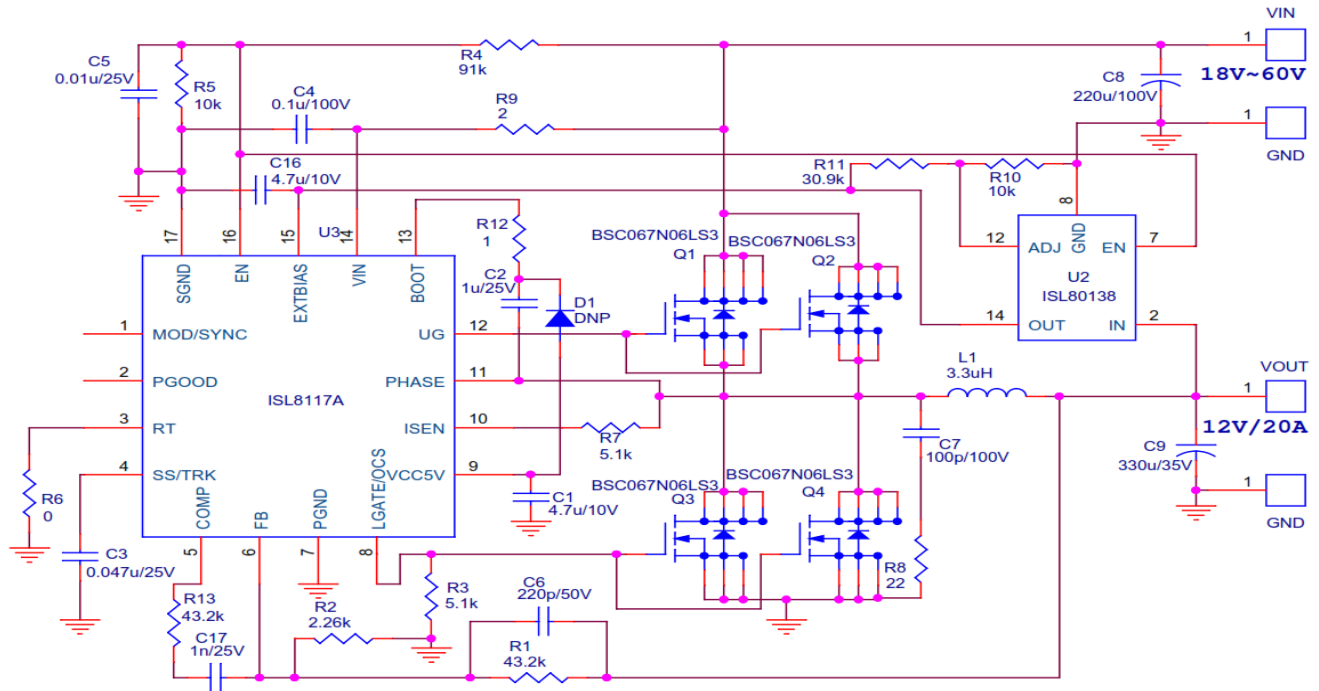 VIN
1
18V~60V
C8
220u/100V
1
GND
C5
0.01u/25V
R5
10k
R4
91k
C4
0.1u/100V
R9
2
C16
4.7u/10V
R11
30.9k
R10
10k
17
16
15
U3
14
13
SGND
EN
EXTBIAS
VIN
BOOT
R12
1
C2
1u/25V
D1
DNP
BSC067N06LS3
Q1
BSC067N06LS3
Q2
8
12
ADJ
GND
EN
7
U2
ISL80138
14
OUT
IN
2
1
MOD/SYNC
UG
12
2
PGOOD
PHASE
11
ISL8117A
3
RT
ISEN
10
R7
5.1k
4
SS/TRK
VCC5V
9
L1
3.3uH
VOUT
1
12V/20A
C7
100p/100V
C9
330u/35V
1
GND
BSC067N06LS3
Q3
BSC067N06LS3
Q4
C1
4.7u/10V
R6
0
COMP
FB
PGND
LGATE/OCS
5
6
7
8
C3
0.047u/25V
R8
22
R13
43.2k
R3
5.1k
C6
220p/50V
R2
2.26k
C17
1n/25V
R1
43.2k